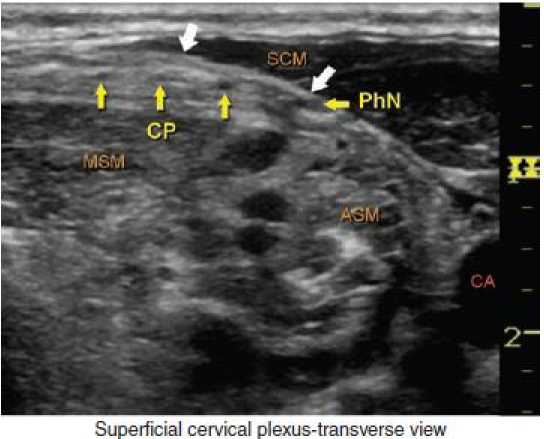 SCM
PhN
CP
MSM
ASM
CA
2
Superficial cervical plexus-transverse view